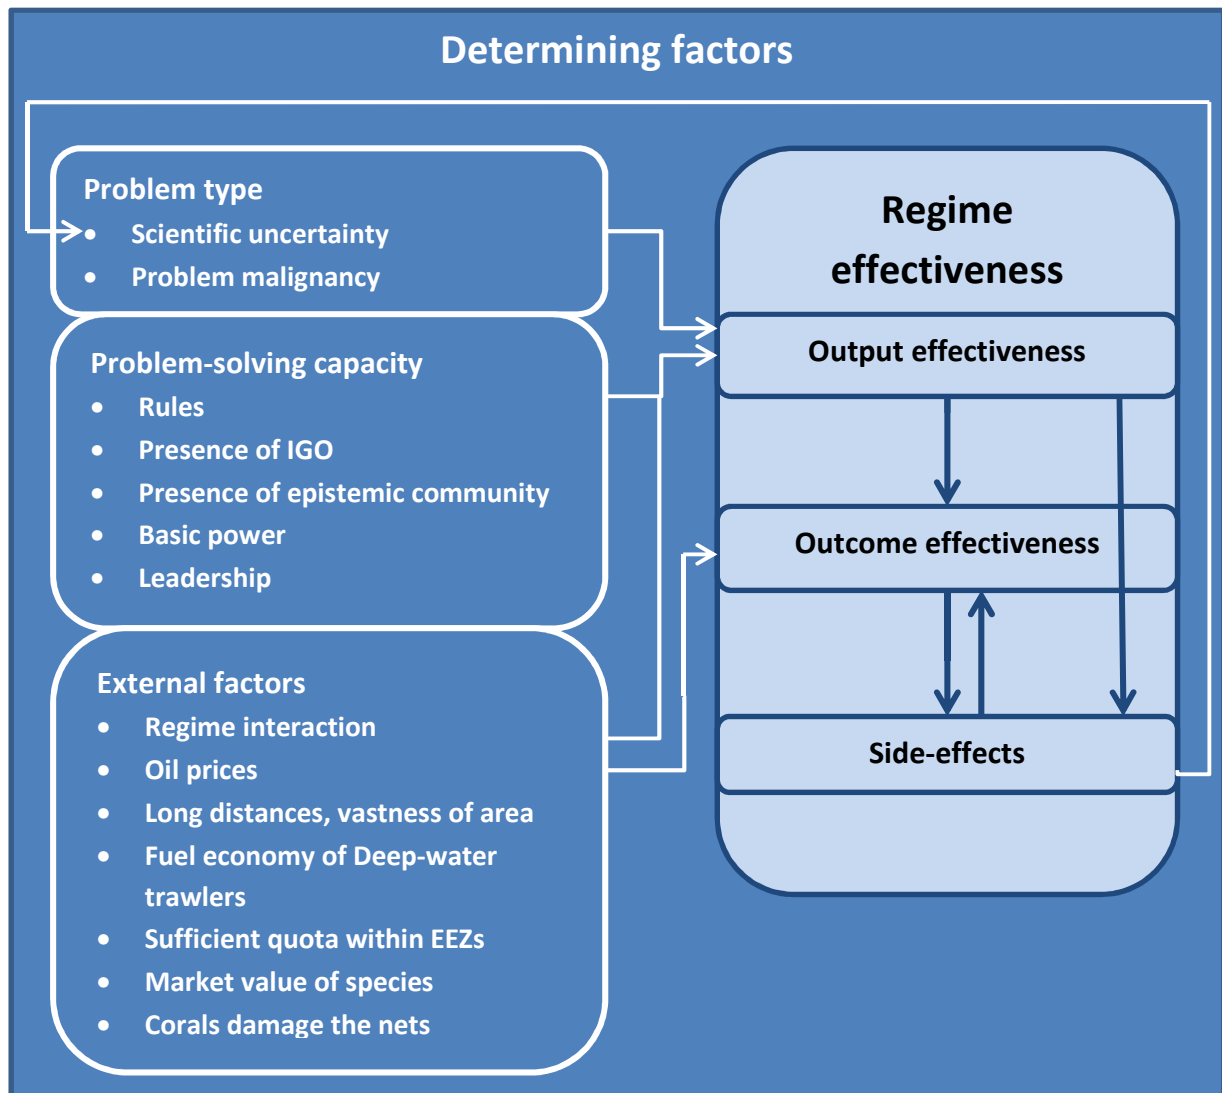 Determining factors
Problem type
• Scientific uncertainty
• Problem malignancy
Problem-solving capacity
• Rules
• Presence of IGO
• Presence of epistemic community
• Basic power
• Leadership
External factors
• Regime interaction
• Oil prices
• Long distances, vastness of area
• Fuel economy of Deep-water
trawlers
• Sufficient quota within EEZs
• Market value of species
• Corals damage the nets
Regime
effectiveness
Output effectiveness
Outcome effectiveness
Side-effects